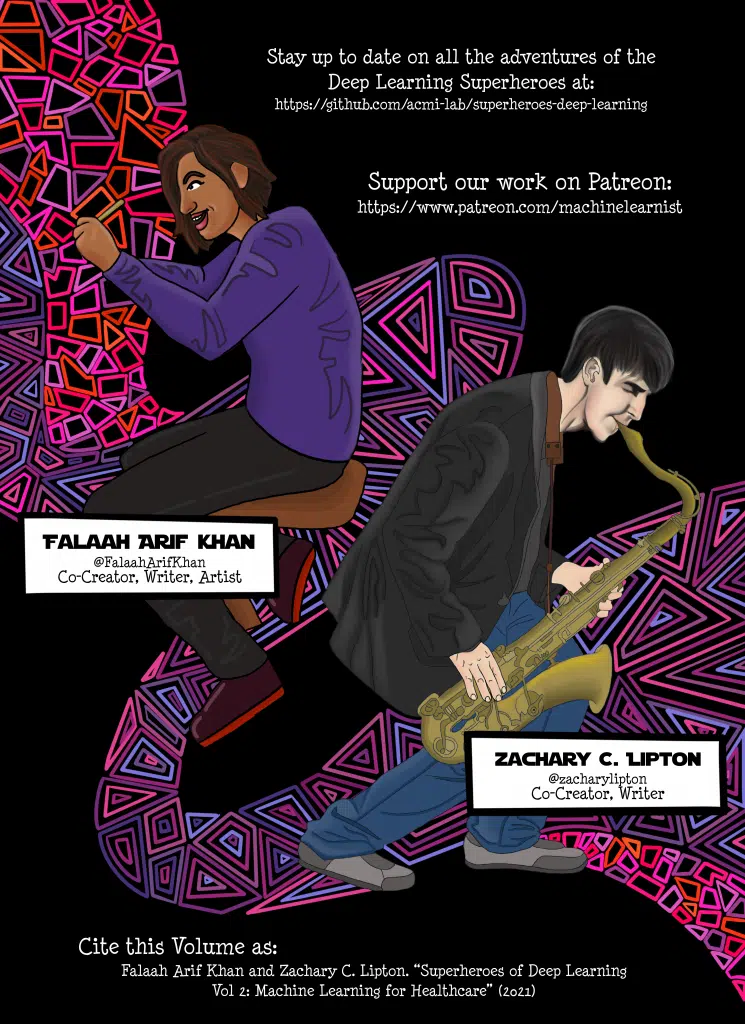 Stay up to date on all the adventures of the
Deep Learning Superheroes at:
https://github.com/acmi-lab/superheroes-deep-learning
Support our work on Patreon:
https://www.patreon.com/machinelearnist
Falaah Arif Khan
@FalaahArifKhan
Co-Creator, Writer, Artist
Zachary C. Lipton
@zacharylipton
Co-Creator, Writer
Cite this Volume as:
Falaah Arif Khan and Zachary C. Lipton. “Superheroes of Deep Learning
Vol 2: Machine Learning for Healthcare” (2021)